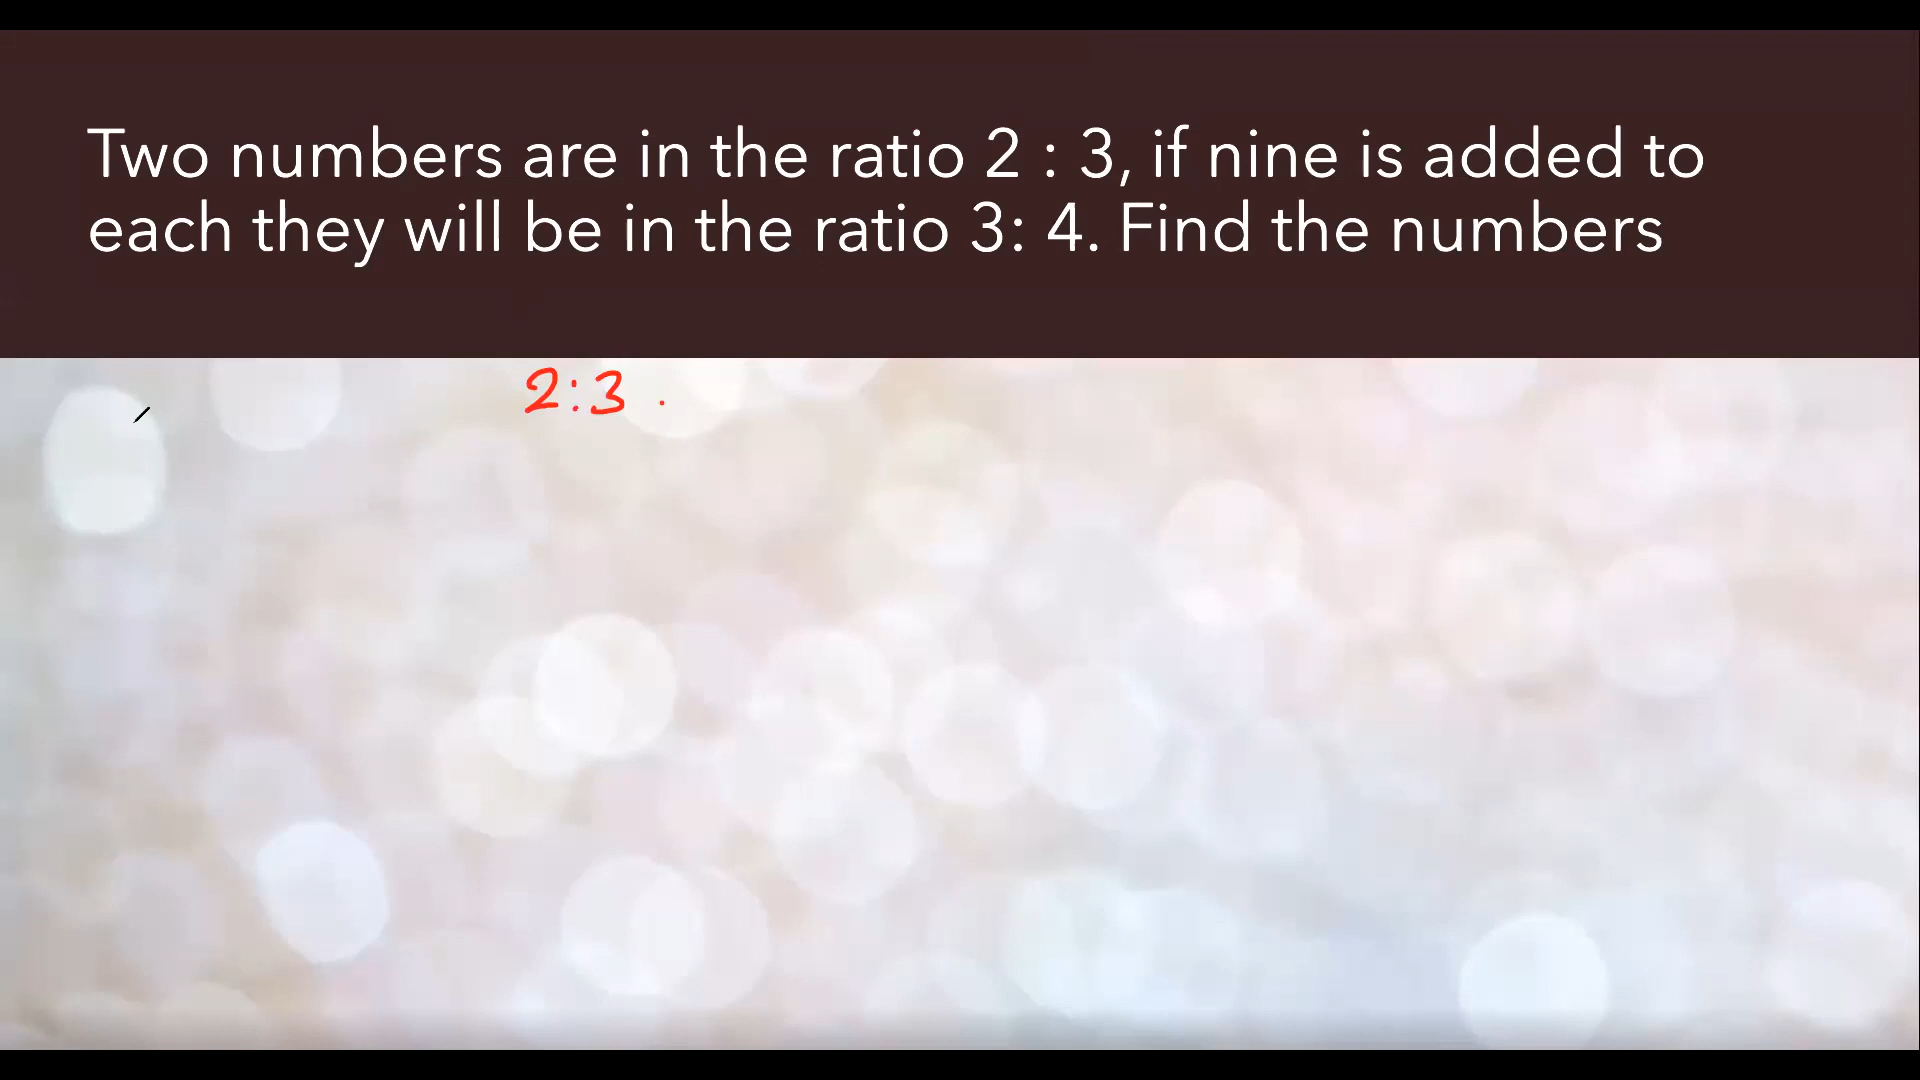 Two numbers are in the ratio 2 : 3, if nine is added to
each they will be in the ratio 3: 4. Find the numbers
2:3 .